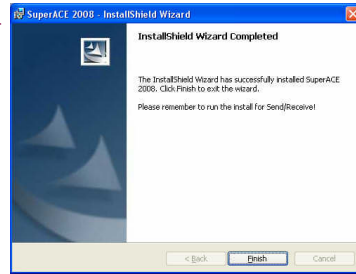 SuperACE 2008 - InstallShield Wizard
InstallShield Wizard Completed
The InstallShield Wizard has successfully installed SuperACE
2008. Click Finish to exit the wizard.
Please remember to run the install for Send/Receive!
< Back
Finish
Cancel